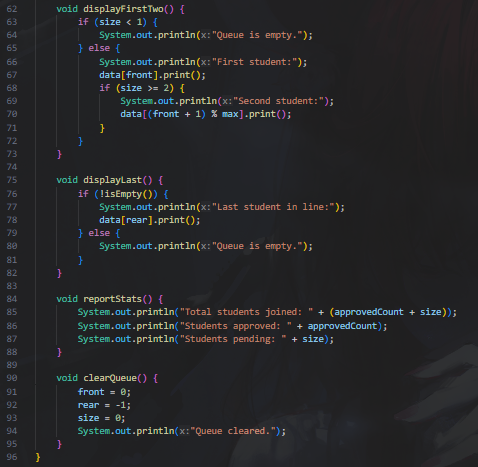 62 void displayFirstTwo() {
63 if (size < 1) {
64 System.out.println(x:"Queue is empty.");
65 } else {
66 System.out.println(x:"First student:");
67 data[front].print();
68 if (size >= 2) {
69 System.out.println(x:"Second student:");
70 data[(front + 1) % max].print();
71 }
72 }
73 }
74
75 void displayLast() {
76 if (!isEmpty()) {
77 System.out.println(x:"Last student in line:");
78 data[rear].print();
79 } else {
80 System.out.println(x:"Queue is empty.");
81 }
82 }
83
84 void reportStats() {
85 System.out.println("Total students joined: " + (approvedCount + size));
86 System.out.println("Students approved: " + approvedCount);
87 System.out.println("Students pending: " + size);
88 }
89
90 void clearQueue() {
91 front = 0;
92 rear = -1;
93 size = 0;
94 System.out.println(x:"Queue cleared.");
95 }
96 }